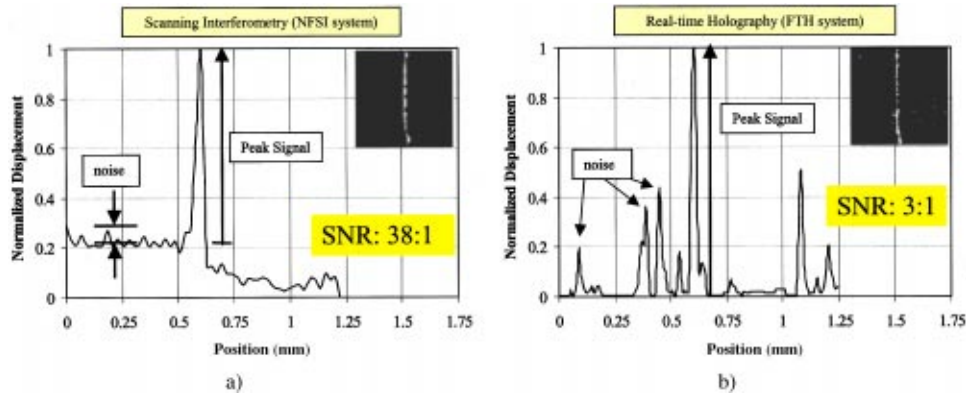 Scanning Interferometry (NFSI system)
Normalized Displacement
1
0.8
0.6
0.4
0.2
0
noise
Peak Signal
SNR: 38:1
0 0.25 0.5 0.75 1 1.25 1.5 1.75
Position (mm)
a)
Real-time Holography (FTH system)
Normalized Displacement
1
0.8
0.6
0.4
0.2
0
noise
Peak Signal
SNR: 3:1
0 0.25 0.5 0.75 1 1.25 1.5 1.75
Position (mm)
b)